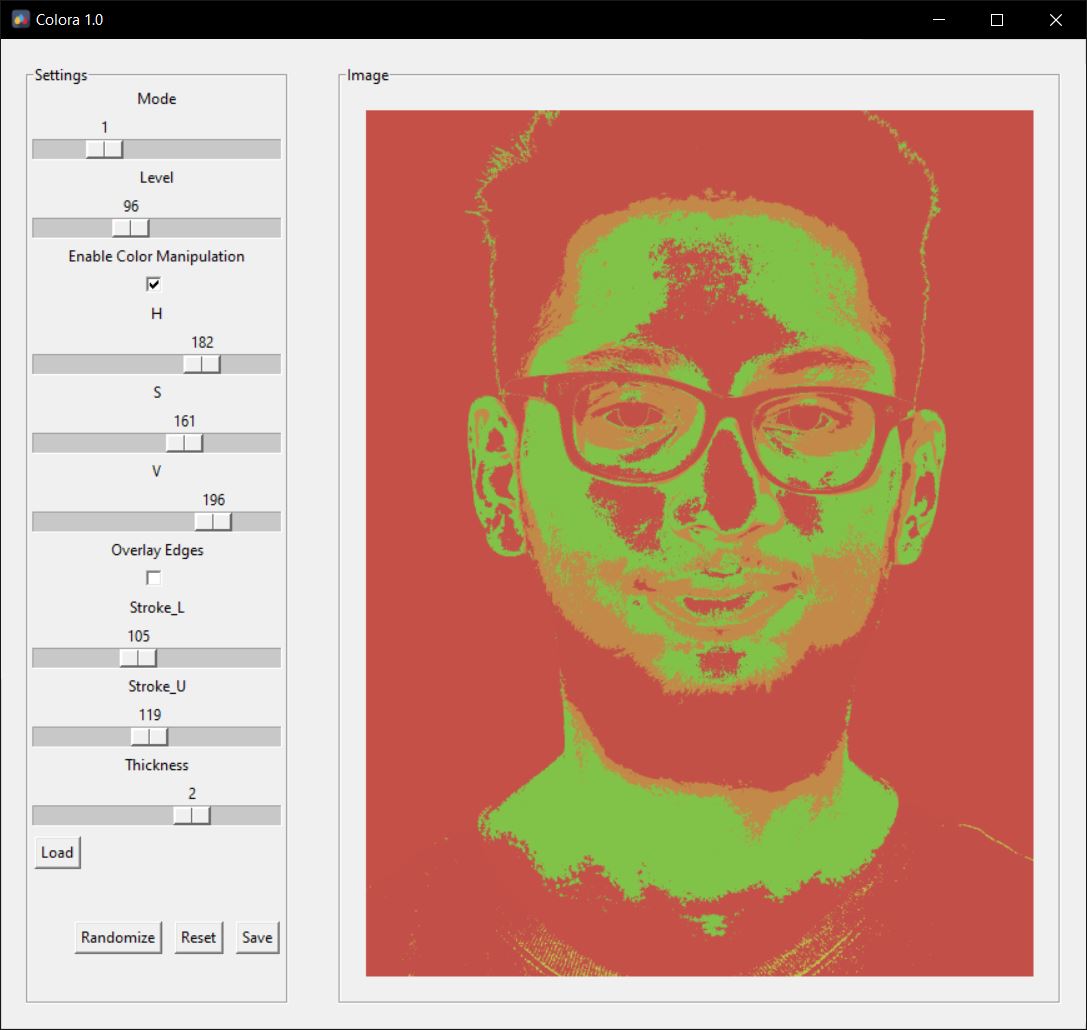 Colora 1.0
Settings
Image
Mode
1
Level
96
Enable Color Manipulation
H
182
S
161
V
196
Overlay Edges
Stroke_L
105
Stroke_U
119
Thickness
2
Load
Randomize Reset Save